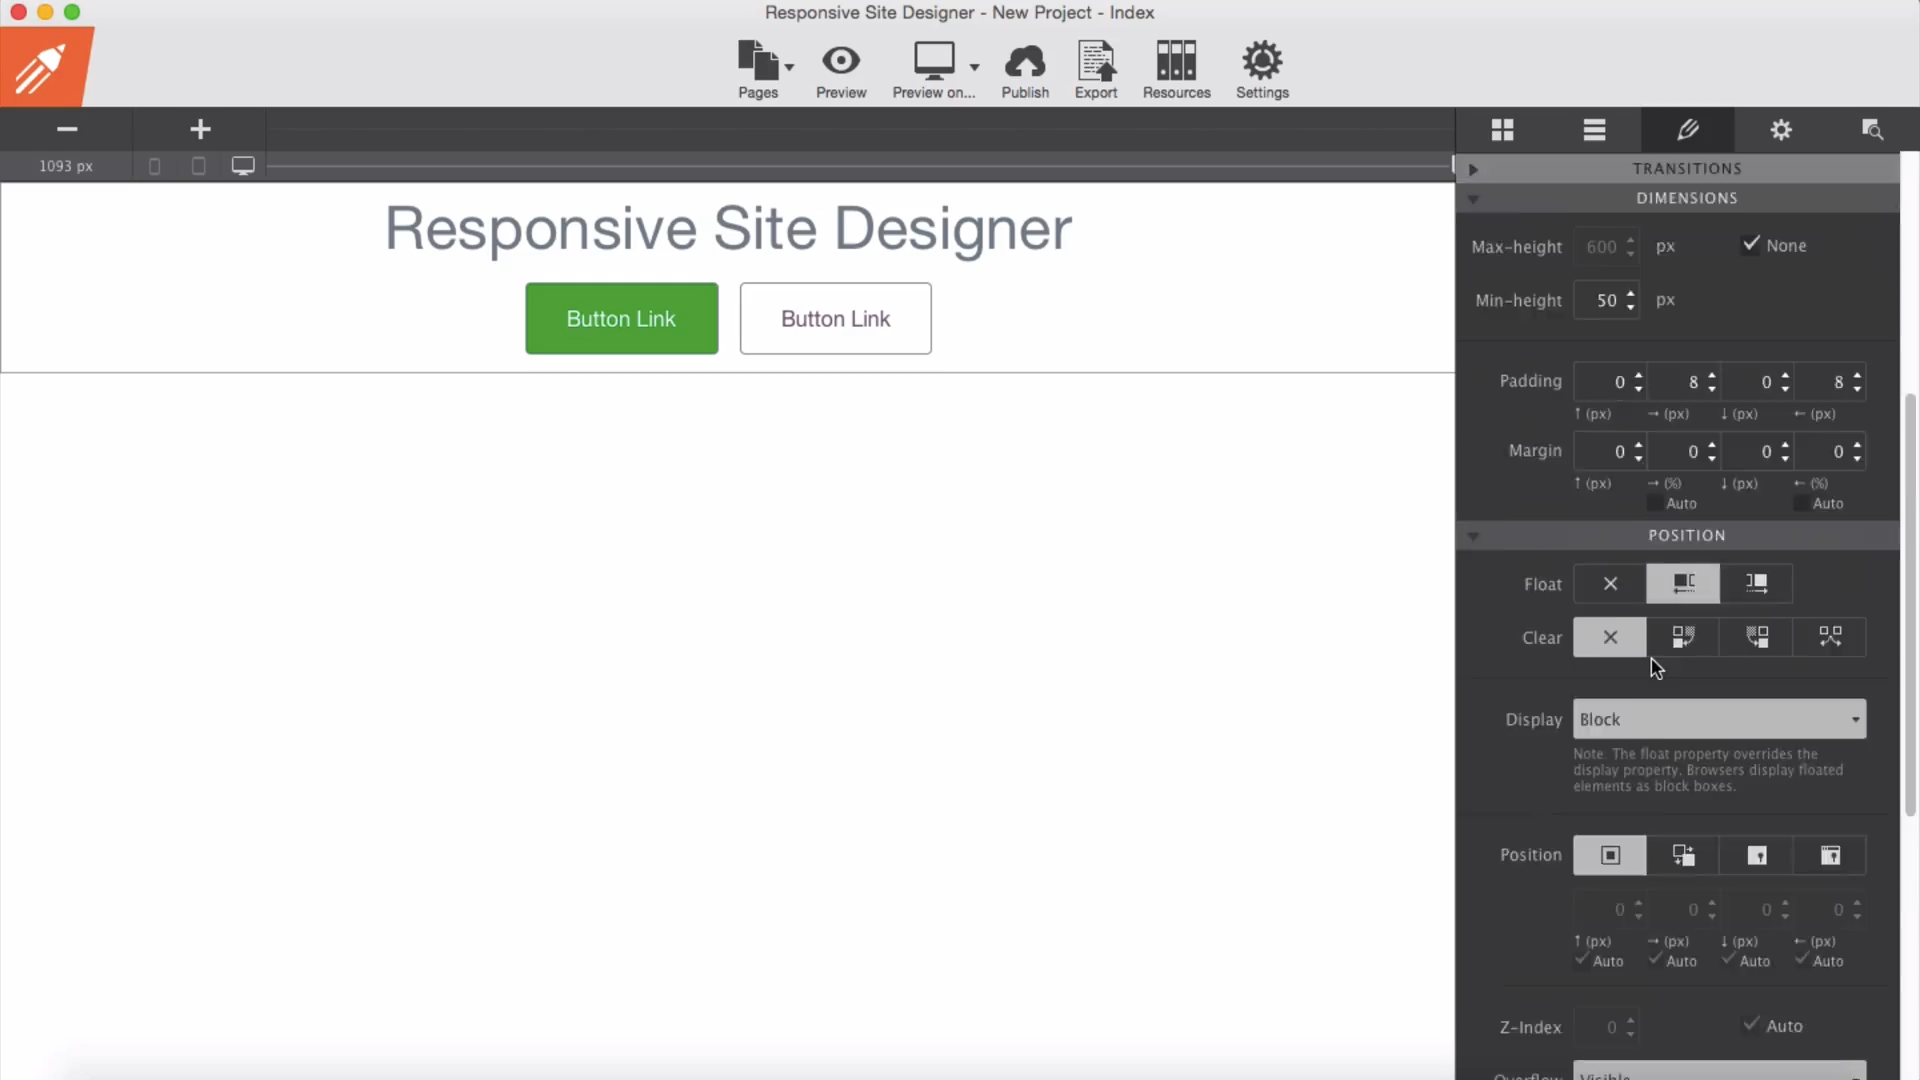 Responsive Site Designer - New Project - Index
Pages
Preview
Preview on...
Publish
Export
Resources
Settings
1093 px
Responsive Site Designer
Button Link
Button Link
TRANSITIONS
DIMENSIONS
Max-height 600 px None
Min-height 50 px
Padding 0 8 0 8
↑ (px) → (px) ↓ (px) ← (px)
Margin 0 0 0 0
↑ (px) → (%) ↓ (px) ← (%)
Auto Auto
POSITION
Float
Clear
Display Block
Note. The float property overrides the
display property. Browsers display floated
elements as block boxes.
Position
0 0 0 0
↑ (px) → (px) ↓ (px) ← (px)
Auto Auto Auto Auto
Z-Index 0 Auto
Overflow Visible